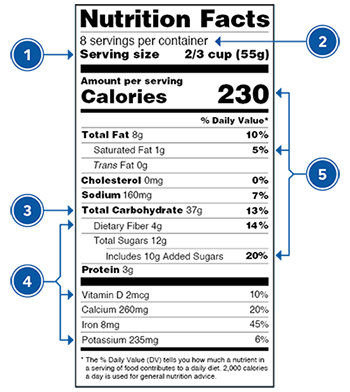 Nutrition Facts
8 servings per container
Serving size 2/3 cup (55g)
Amount per serving
Calories 230
% Daily Value*
Total Fat 8g 10%
Saturated Fat 1g 5%
Trans Fat 0g
Cholesterol 0mg 0%
Sodium 160mg 7%
Total Carbohydrate 37g 13%
Dietary Fiber 4g 14%
Total Sugars 12g
Includes 10g Added Sugars 20%
Protein 3g
Vitamin D 2mcg 10%
Calcium 260mg 20%
Iron 8mg 45%
Potassium 235mg 6%
* The % Daily Value (DV) tells you how much a nutrient in
a serving of food contributes to a daily diet. 2,000 calories
a day is used for general nutrition advice.
1
2
3
4
5